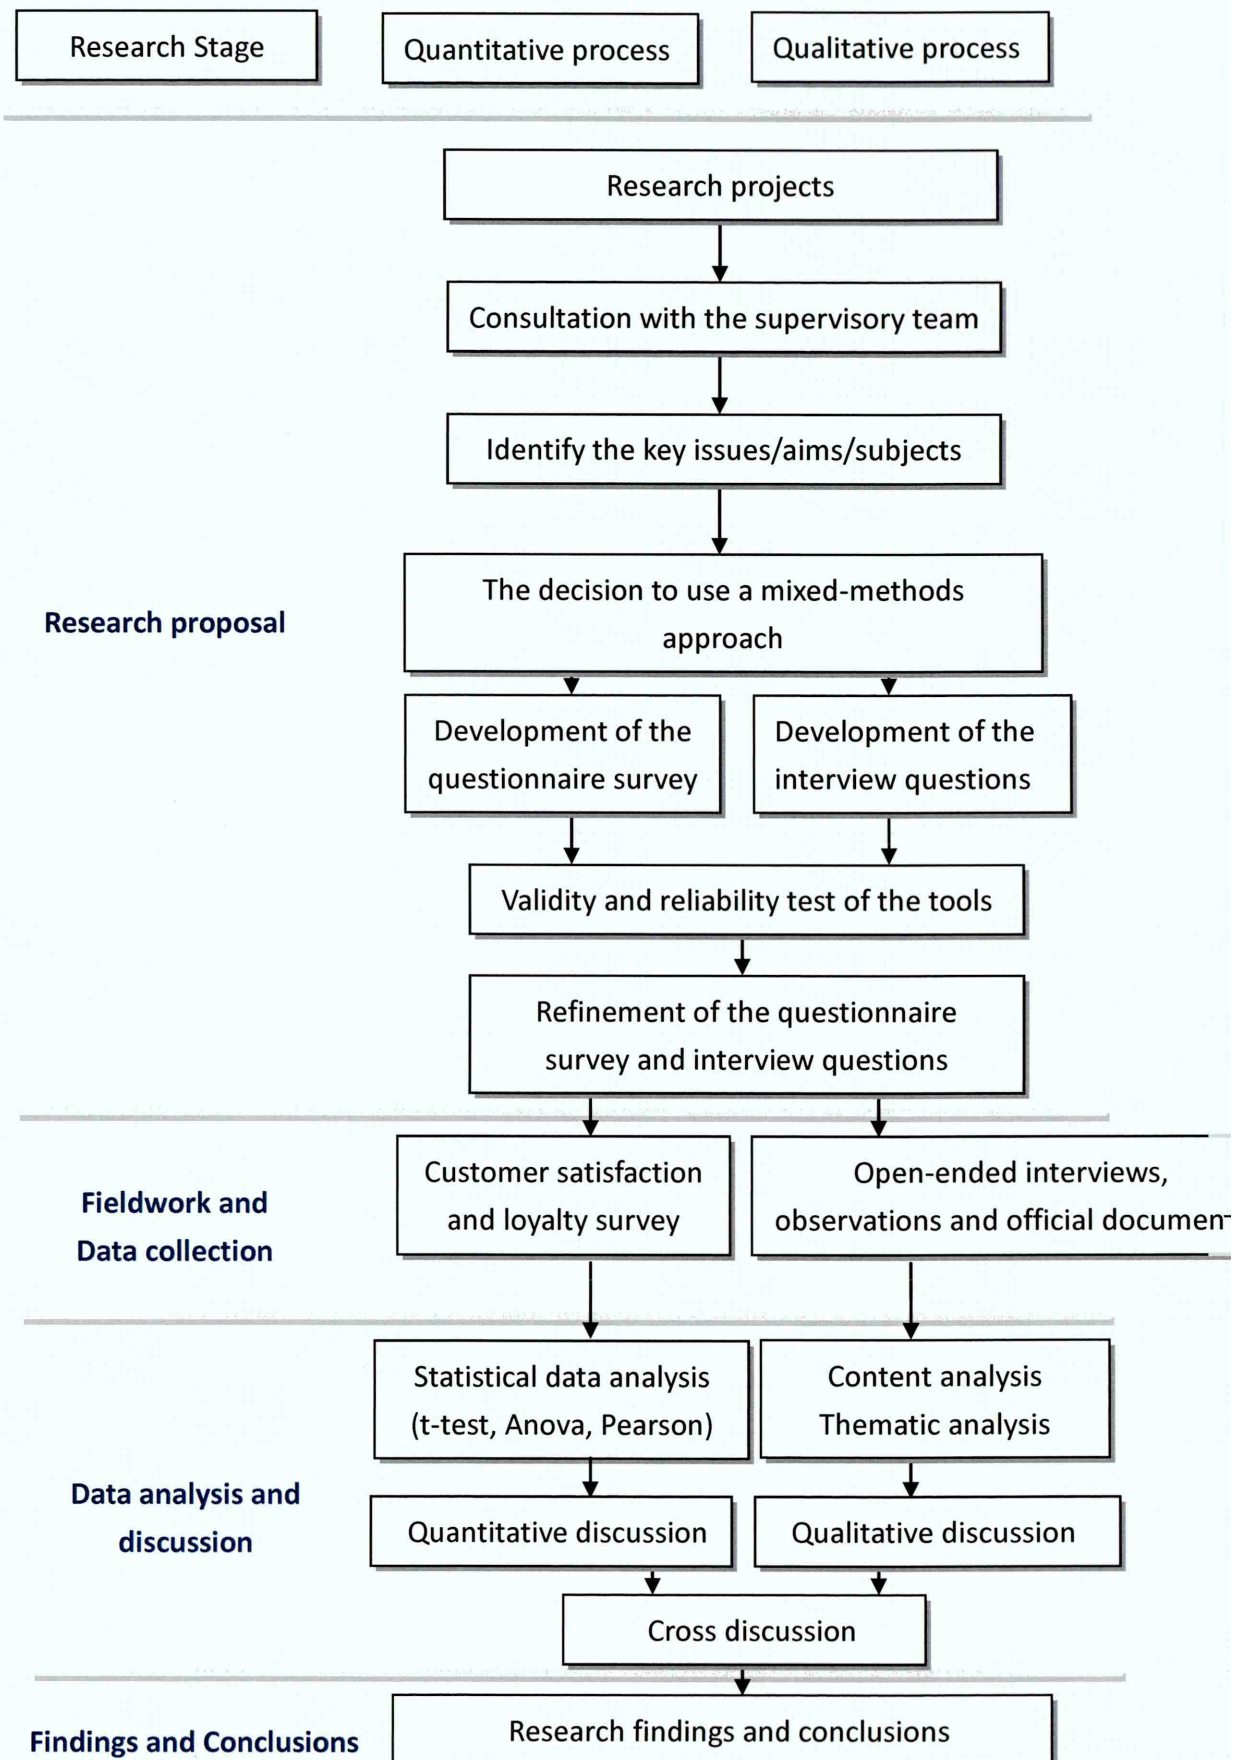 Research Stage
Quantitative process
Qualitative process
Research projects
Consultation with the supervisory team
Identify the key issues/aims/subjects
The decision to use a mixed-methods
approach
Research proposal
Development of the
questionnaire survey
Development of the
interview questions
Validity and reliability test of the tools
Refinement of the questionnaire
survey and interview questions
Fieldwork and
Data collection
Customer satisfaction
and loyalty survey
Open-ended interviews,
observations and official documen
Statistical data analysis
(t-test, Anova, Pearson)
Content analysis
Thematic analysis
Data analysis and
discussion
Quantitative discussion
Qualitative discussion
Cross discussion
Findings and Conclusions
Research findings and conclusions